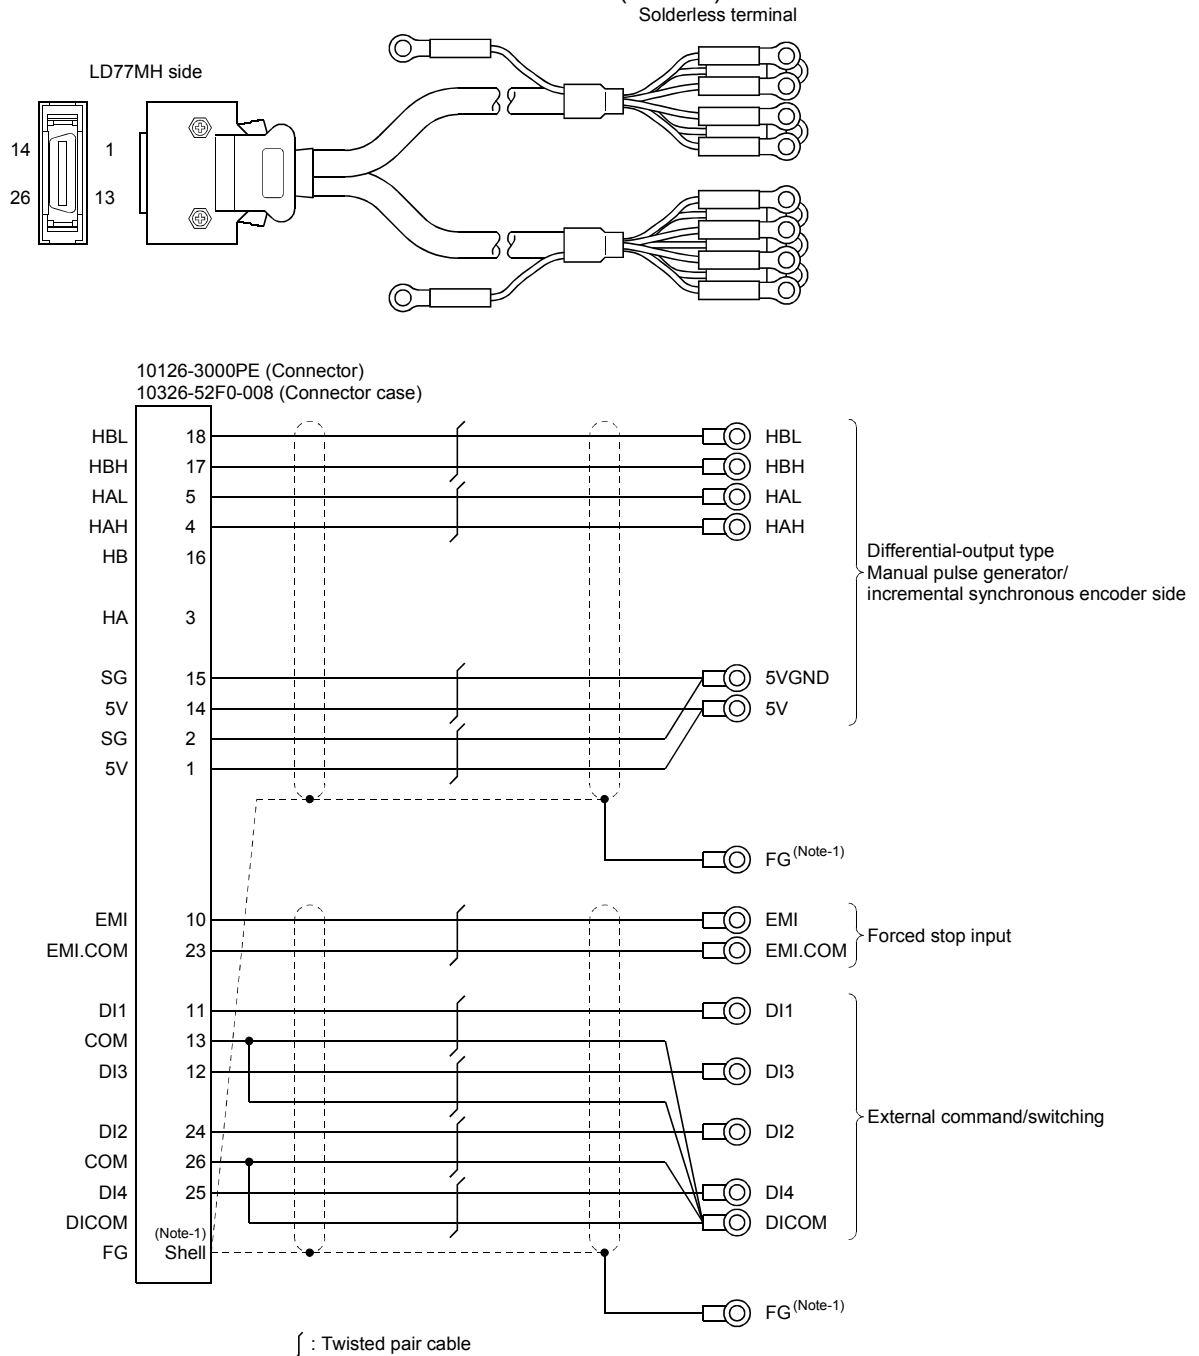 Solderless terminal
LD77MH side
14 1
26 13
10126-3000PE (Connector)
10326-52F0-008 (Connector case)
HBL 18 HBL
HBH 17 HBH
HAL 5 HAL
HAH 4 HAH
HB 16
Differential-output type
Manual pulse generator/
incremental synchronous encoder side
HA 3
SG 15 5VGND
5V 14 5V
SG 2
5V 1
FG(Note-1)
EMI 10 EMI
EMI.COM 23 EMI.COM
Forced stop input
DI1 11 DI1
COM 13
DI3 12 DI3
External command/switching
DI2 24 DI2
COM 26
DI4 25 DI4
DICOM DICOM
(Note-1)
FG Shell
FG(Note-1)
: Twisted pair cable